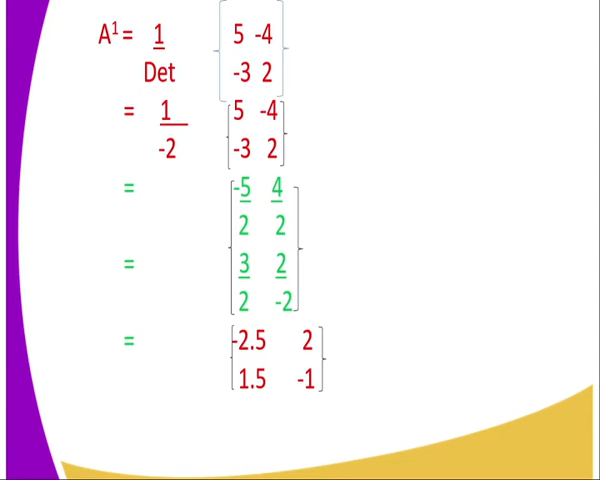 A¹ = 1 5 -4
Det -3 2
= 1 5 -4
-2 -3 2
= -5 4
2 2
= 3 2
2 -2
= -2.5 2
1.5 -1